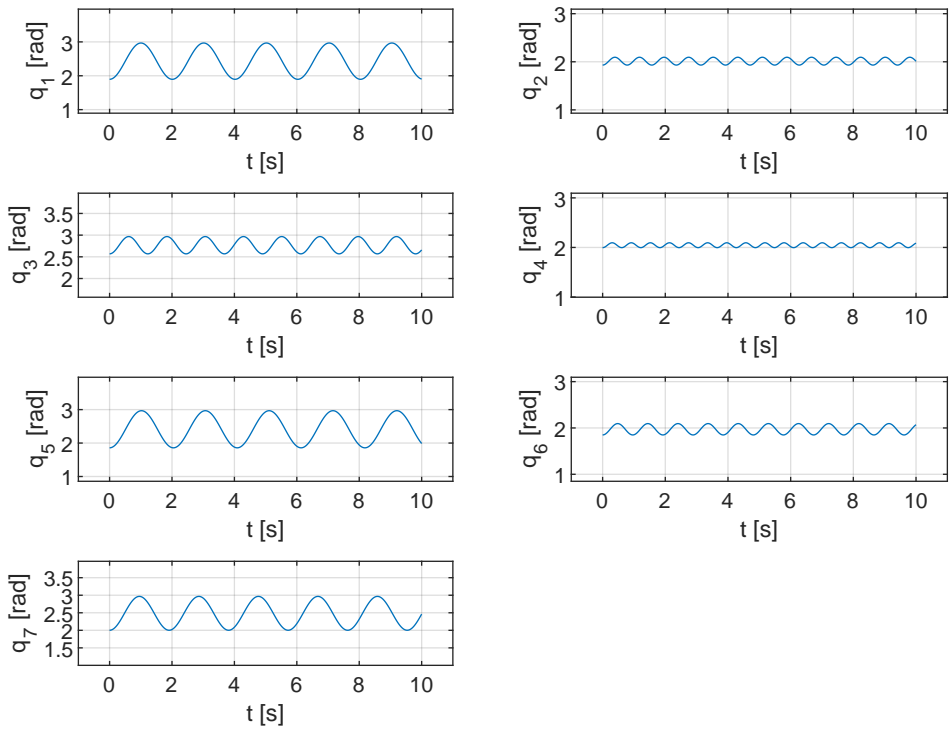 q1 [rad]
3
2
1
0 2 4 6 8 10
t [s]
q2 [rad]
3
2
1
0 2 4 6 8 10
t [s]
q3 [rad]
3.5
3
2.5
2
0 2 4 6 8 10
t [s]
q4 [rad]
3
2
1
0 2 4 6 8 10
t [s]
q5 [rad]
3
2
1
0 2 4 6 8 10
t [s]
q6 [rad]
3
2
1
0 2 4 6 8 10
t [s]
q7 [rad]
3.5
3
2.5
2
1.5
0 2 4 6 8 10
t [s]